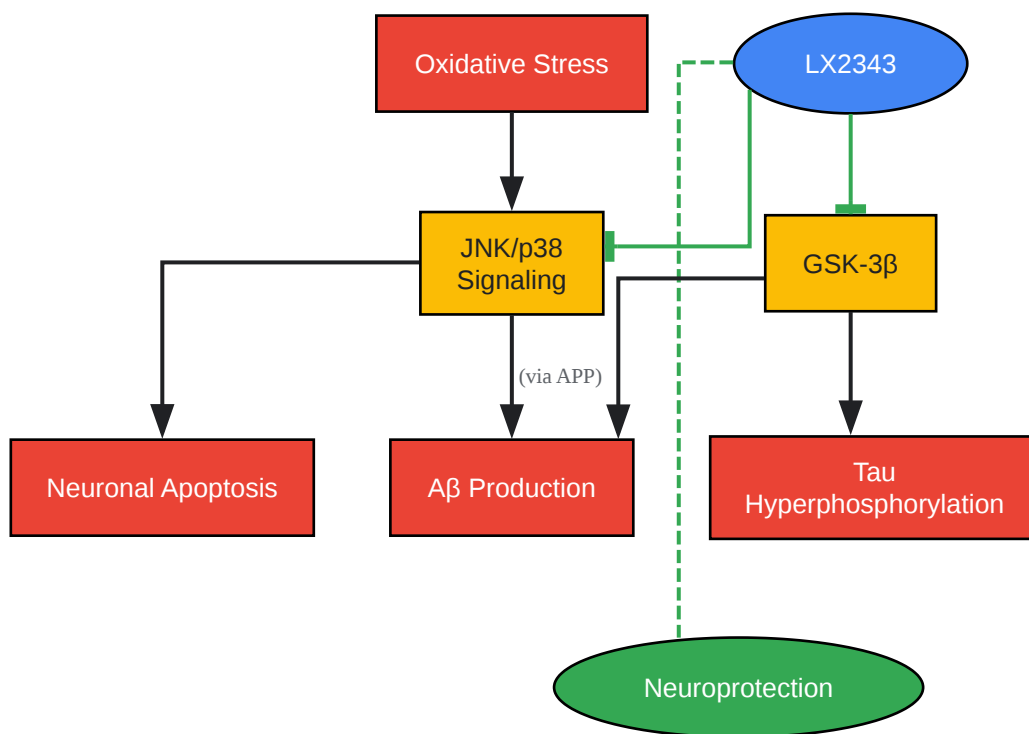 Oxidative Stress
LX2343
JNK/p38
Signaling
GSK-3β
(via APP)
Neuronal Apoptosis
Aβ Production
Tau
Hyperphosphorylation
Neuroprotection